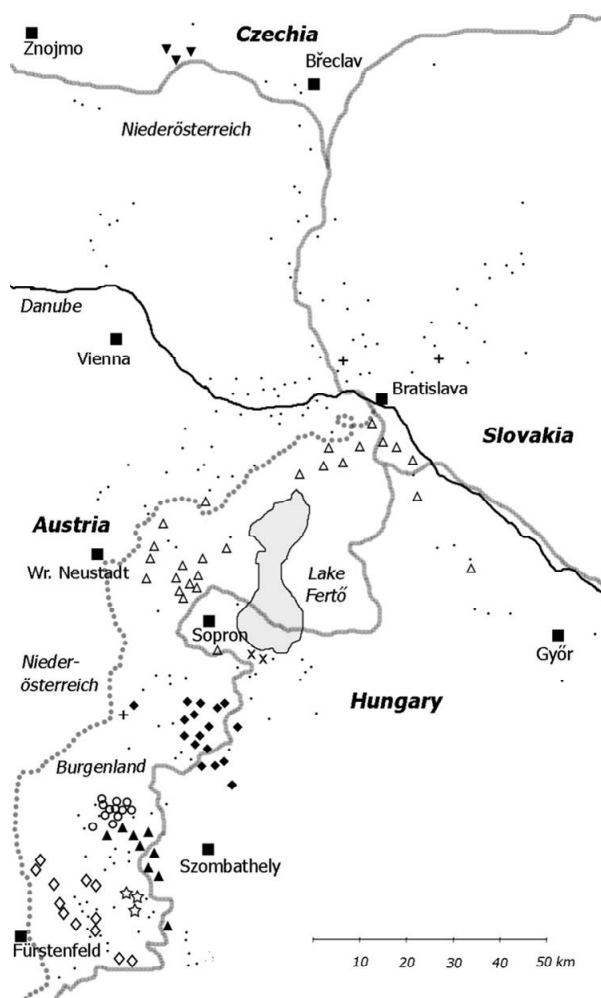 Czechia
Znojmo
Břeclav
Niederösterreich
Danube
Vienna
Bratislava
Slovakia
Austria
Wr. Neustadt
Lake
Fertő
Sopron
Győr
Nieder-
österreich
Hungary
Burgenland
Szombathely
Fürstenfeld
10 20 30 40 50 km